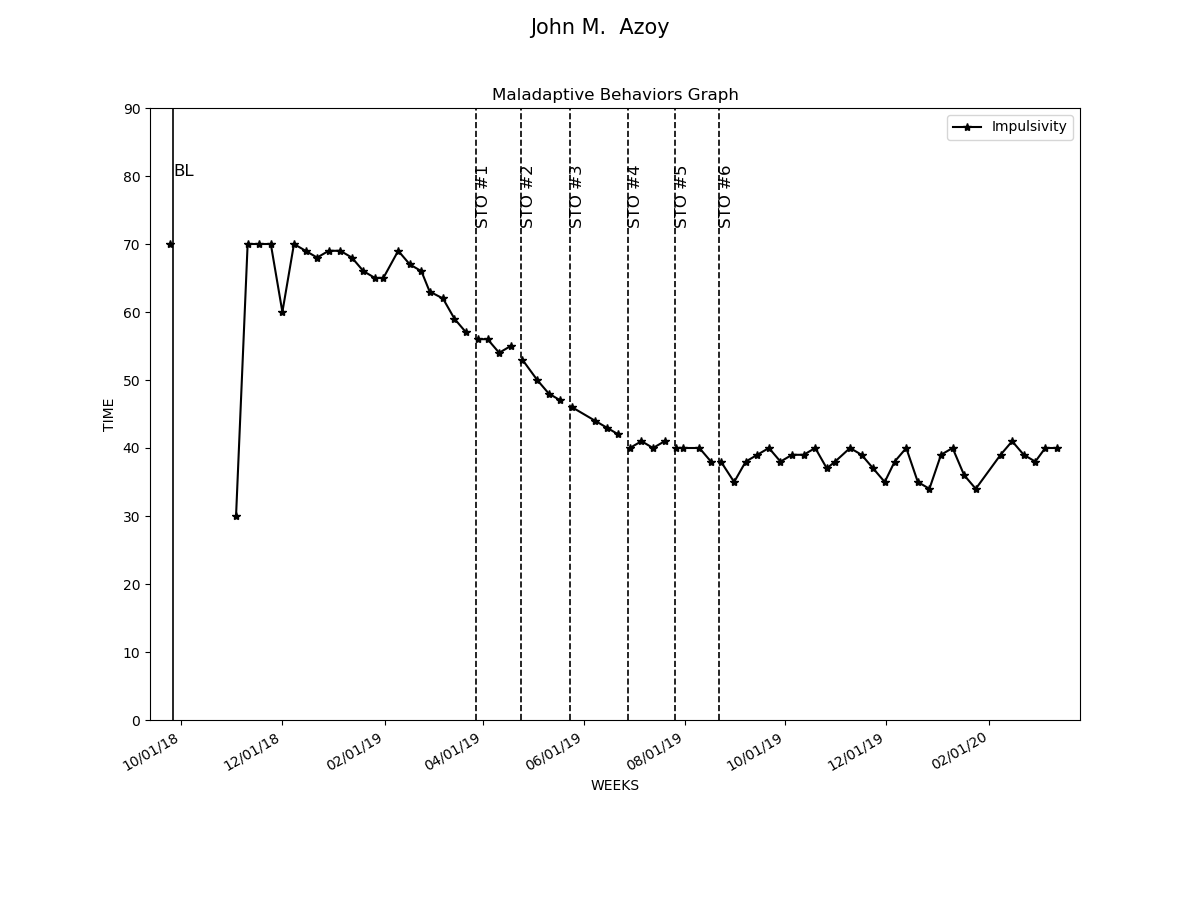 John M.  Azoy
Maladaptive Behaviors Graph
Impulsivity
BL
STO #1
STO #2
STO #3
STO #4
STO #5
STO #6
TIME
90
80
70
60
50
40
30
20
10
0
10/01/18
12/01/18
02/01/19
04/01/19
06/01/19
08/01/19
10/01/19
12/01/19
02/01/20
WEEKS